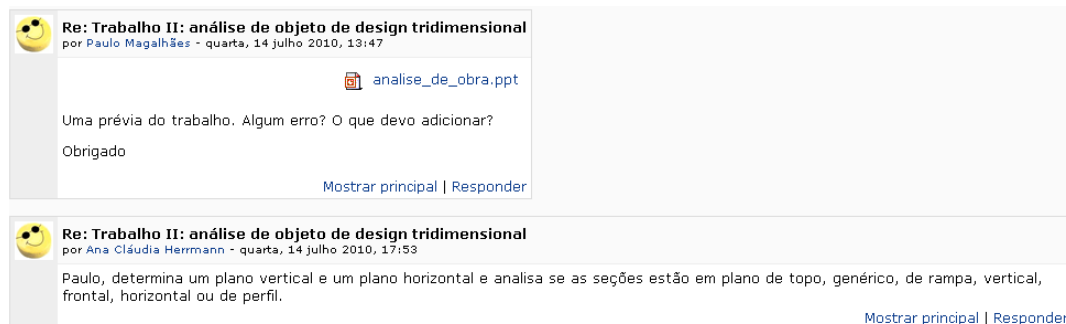 Re: Trabalho II: análise de objeto de design tridimensional
por Paulo Magalhães - quarta, 14 julho 2010, 13:47
analise_de_obra.ppt
Uma prévia do trabalho. Algum erro? O que devo adicionar?
Obrigado
Mostrar principal | Responder
Re: Trabalho II: análise de objeto de design tridimensional
por Ana Cláudia Herrmann - quarta, 14 julho 2010, 17:53
Paulo, determina um plano vertical e um plano horizontal e analisa se as seções estão em plano de topo, genérico, de rampa, vertical,
frontal, horizontal ou de perfil.
Mostrar principal | Responder